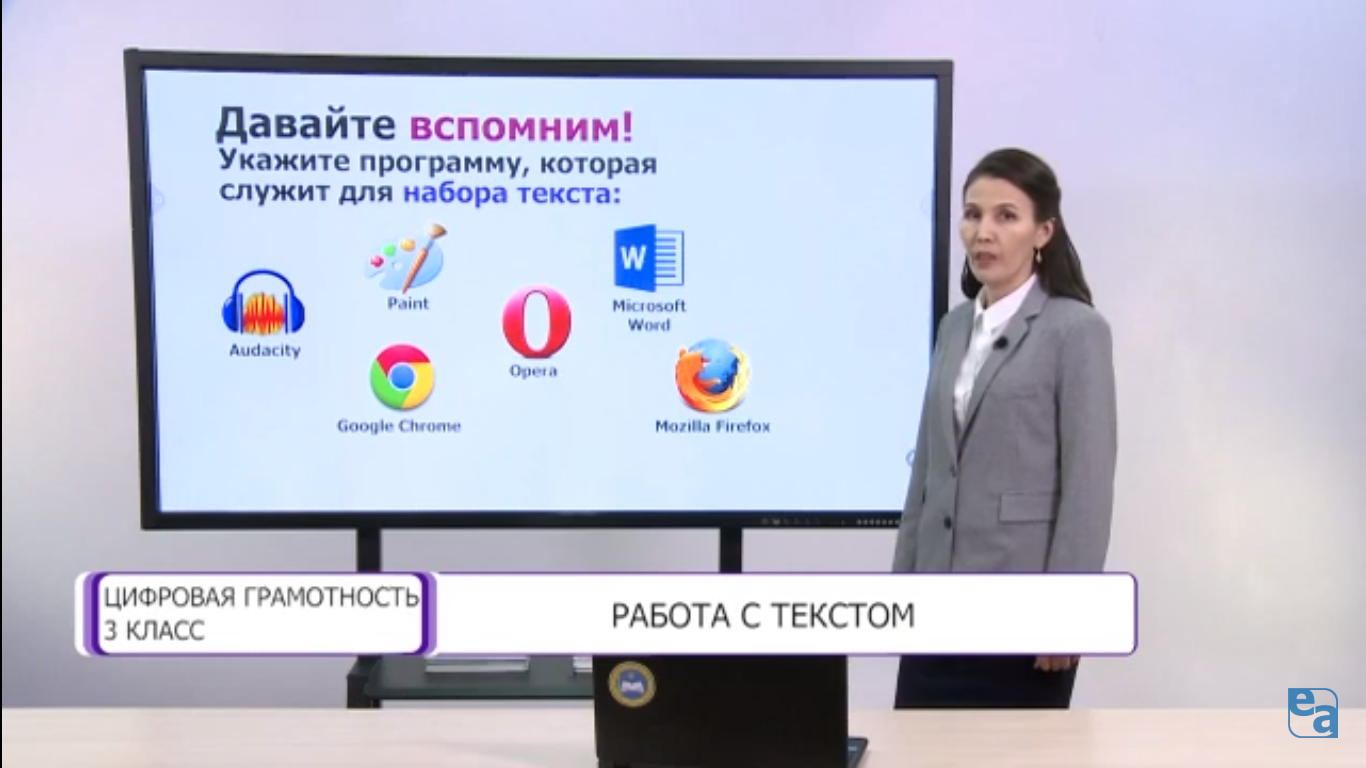 Давайте вспомним!
Укажите программу, которая
служит для набора текста:
Paint
W
Microsoft
Word
Audacity
Opera
Google Chrome
Mozilla Firefox
ЦИФРОВАЯ ГРАМОТНОСТЬ
3 КЛАСС
РАБОТА С ТЕКСТОМ
ea